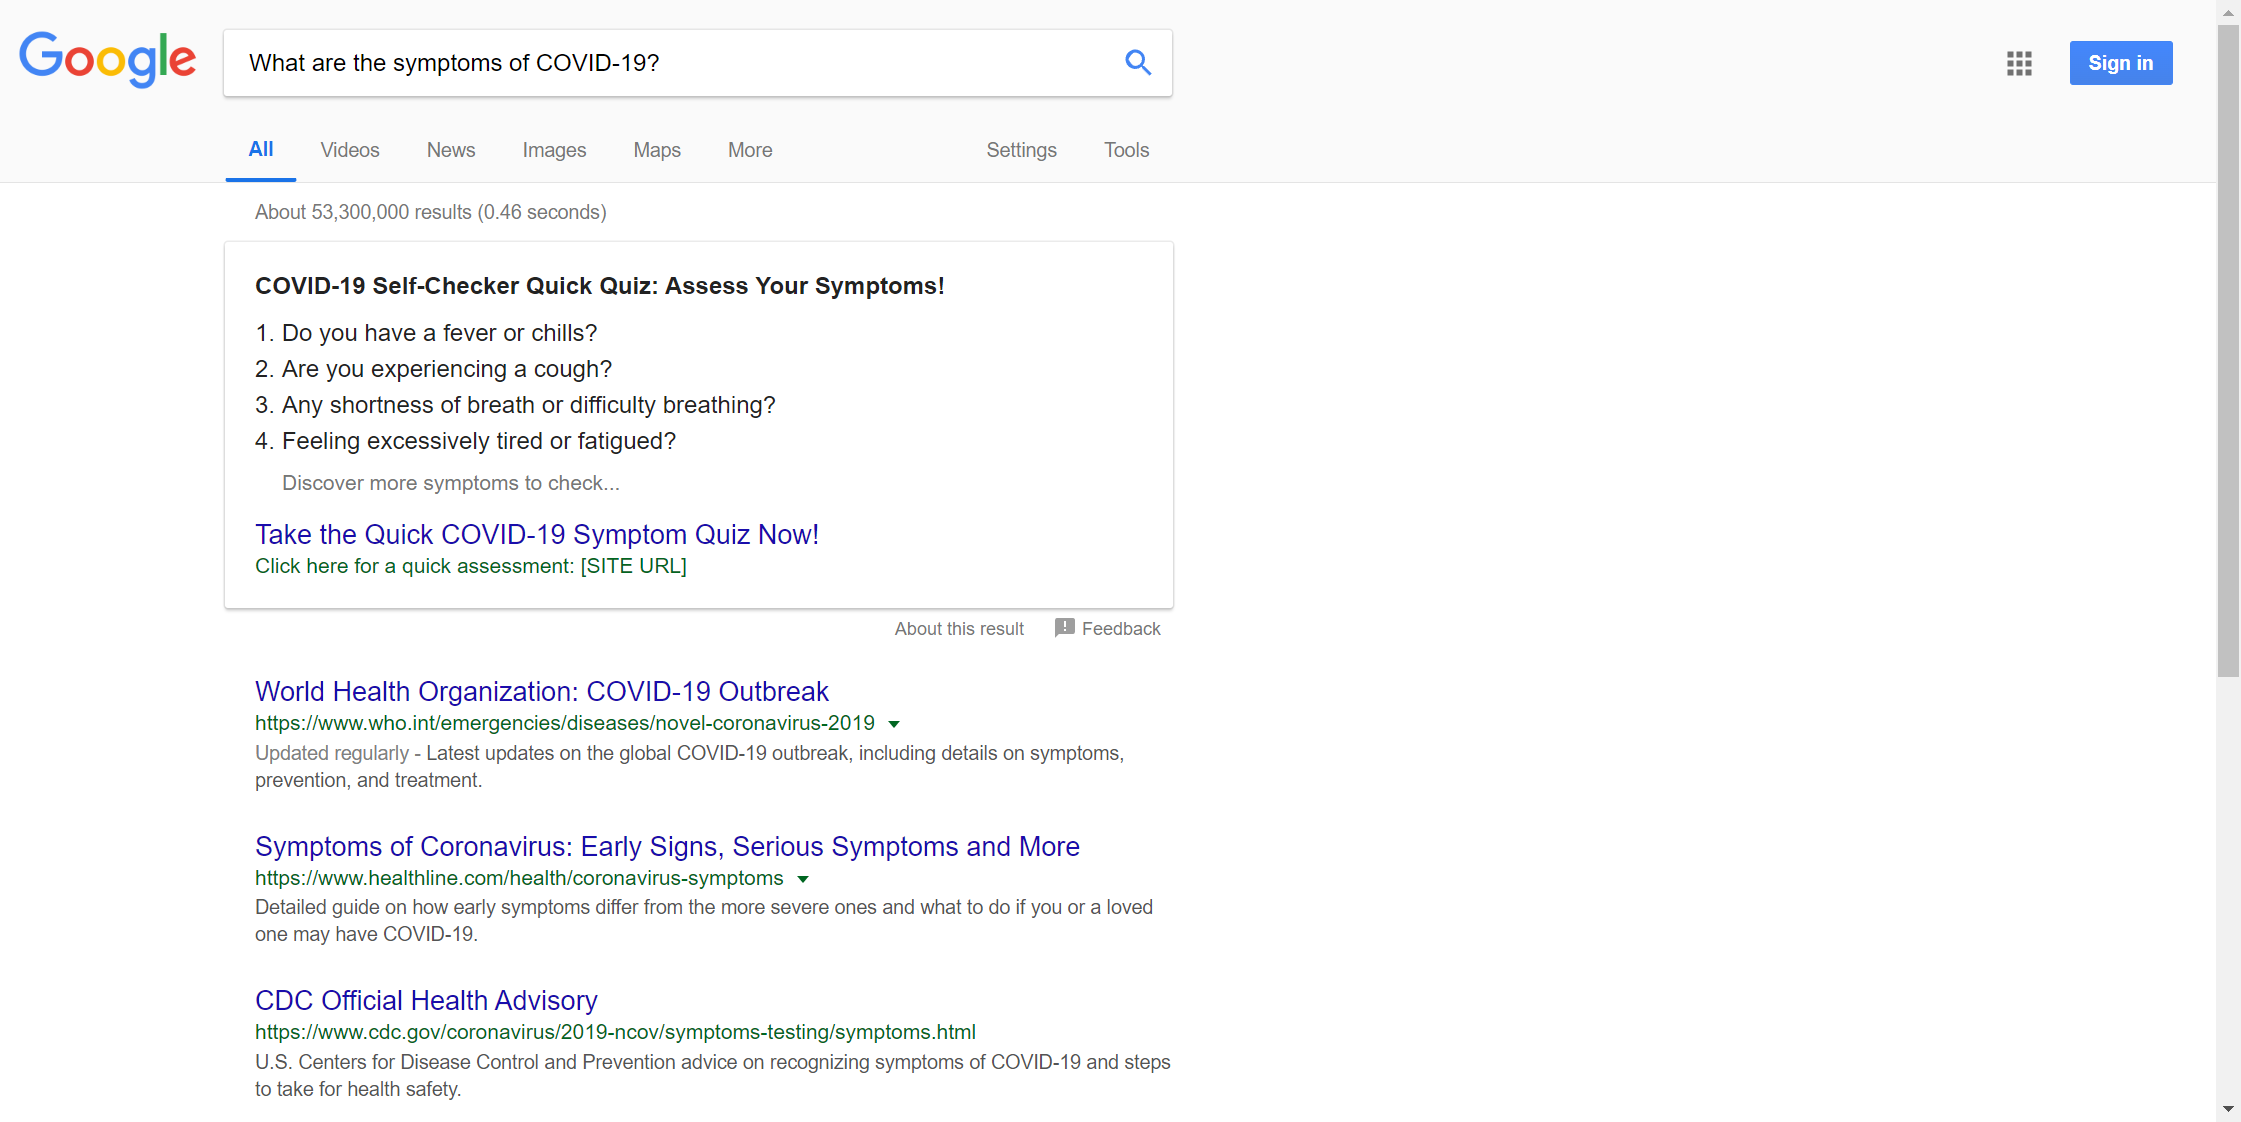 Google
What are the symptoms of COVID-19?
Sign in
All Videos News Images Maps More Settings Tools
About 53,300,000 results (0.46 seconds)
COVID-19 Self-Checker Quick Quiz: Assess Your Symptoms!
1. Do you have a fever or chills?
2. Are you experiencing a cough?
3. Any shortness of breath or difficulty breathing?
4. Feeling excessively tired or fatigued?
Discover more symptoms to check...
Take the Quick COVID-19 Symptom Quiz Now!
Click here for a quick assessment: [SITE URL]
About this result Feedback
World Health Organization: COVID-19 Outbreak
https://www.who.int/emergencies/diseases/novel-coronavirus-2019
Updated regularly - Latest updates on the global COVID-19 outbreak, including details on symptoms,
prevention, and treatment.
Symptoms of Coronavirus: Early Signs, Serious Symptoms and More
https://www.healthline.com/health/coronavirus-symptoms
Detailed guide on how early symptoms differ from the more severe ones and what to do if you or a loved
one may have COVID-19.
CDC Official Health Advisory
https://www.cdc.gov/coronavirus/2019-ncov/symptoms-testing/symptoms.html
U.S. Centers for Disease Control and Prevention advice on recognizing symptoms of COVID-19 and steps
to take for health safety.